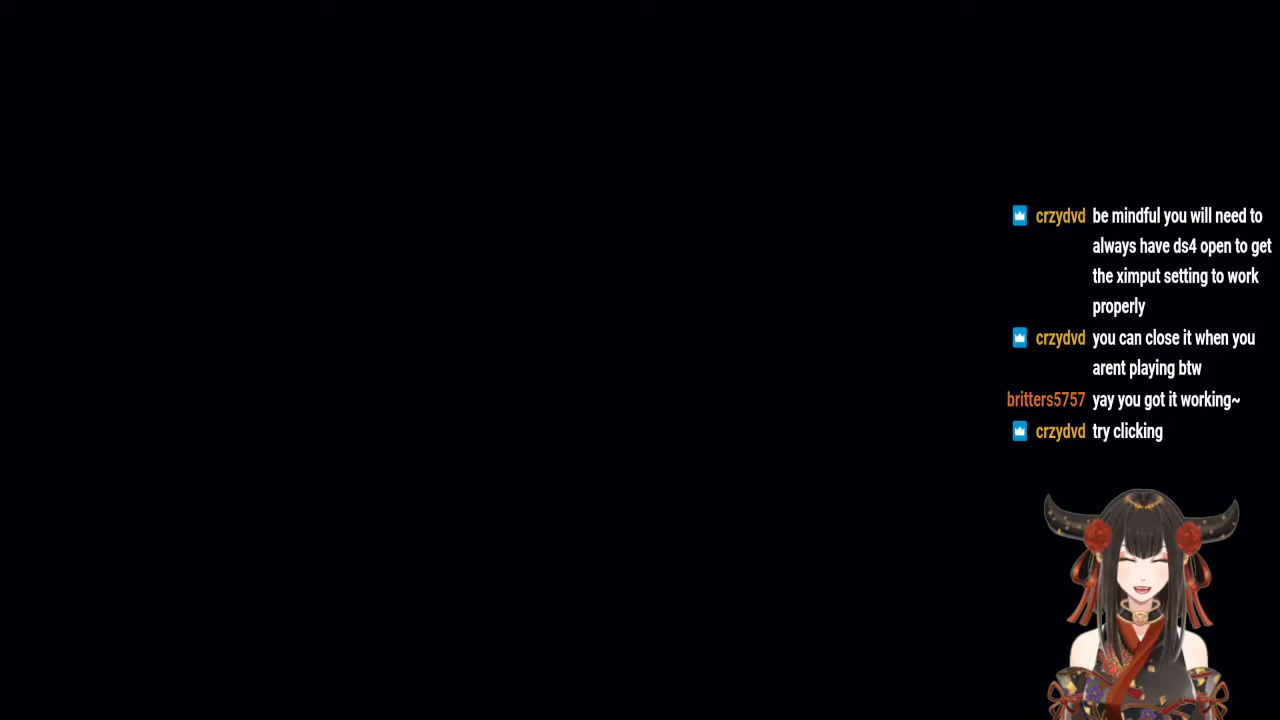 crzydvd be mindful you will need to
always have ds4 open to get
the ximput setting to work
properly
crzydvd you can close it when you
arent playing btw
britters5757 yay you got it working~
crzydvd try clicking